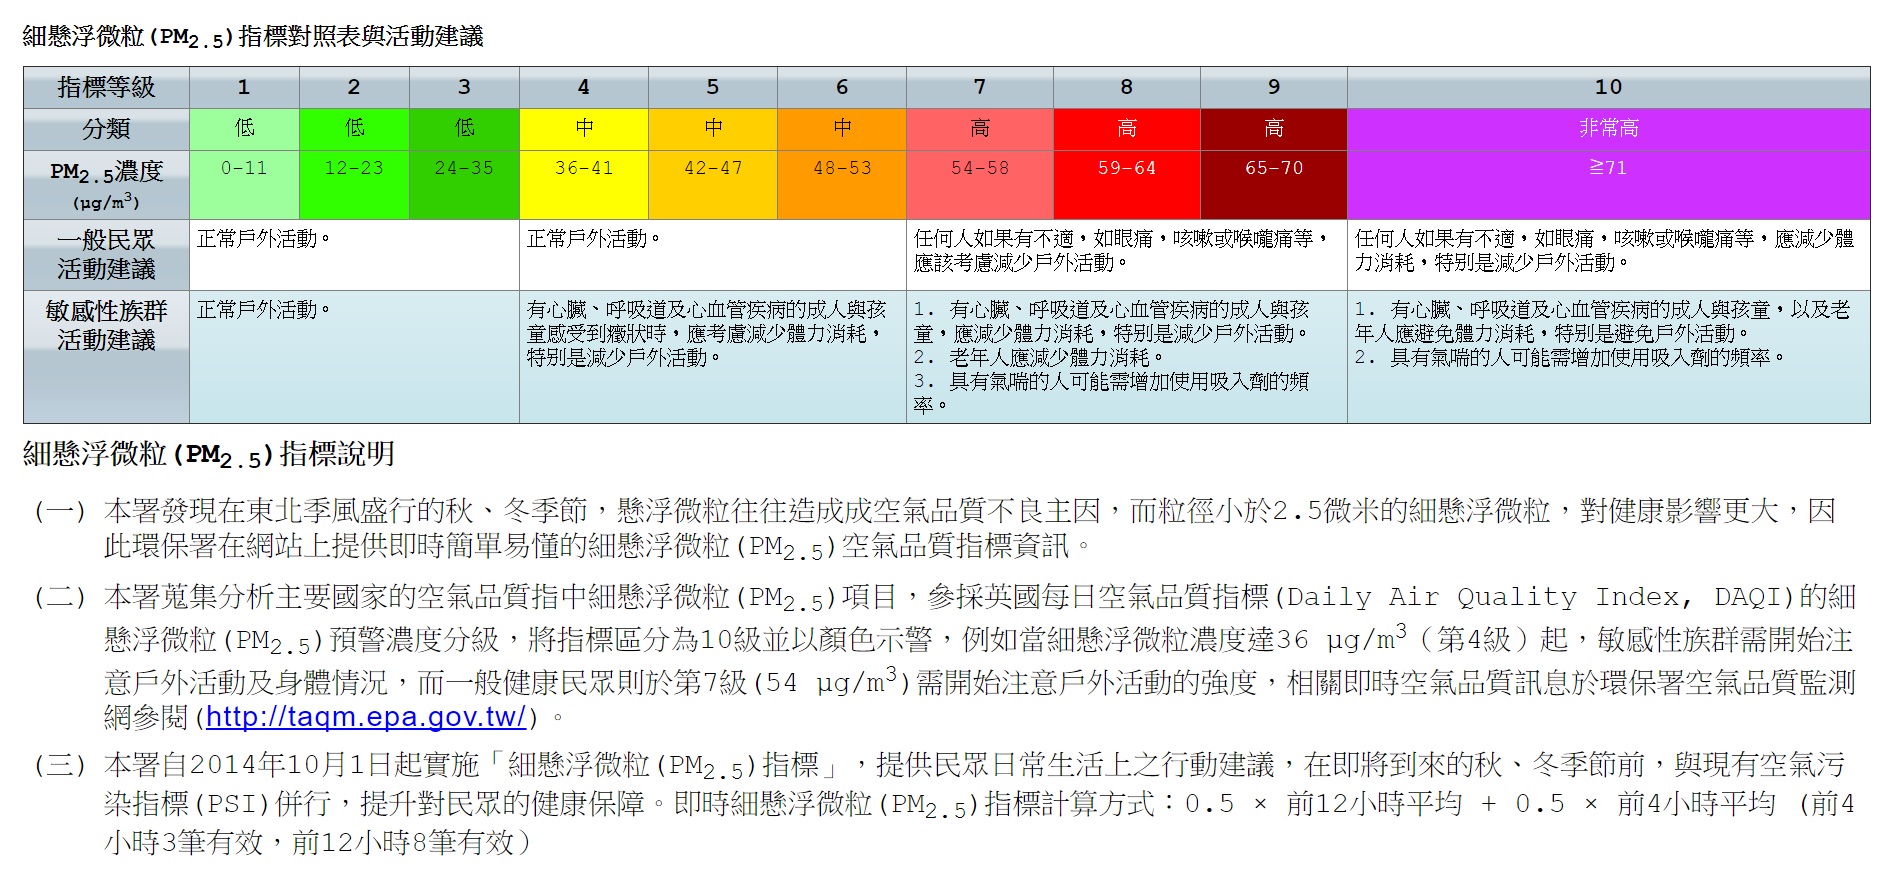 細懸浮微粒(PM2.5)指標對照表與活動建議
指標等級 1 2 3 4 5 6 7 8 9 10
分類 低 低 低 中 中 中 高 高 高 非常高
PM2.5濃度
(μg/m3)
0-11 12-23 24-35 36-41 42-47 48-53 54-58 59-64 65-70 ≧71
一般民眾
活動建議
正常戶外活動。
正常戶外活動。
任何人如果有不適，如眼痛，咳嗽或喉嚨痛等，
應該考慮減少戶外活動。
任何人如果有不適，如眼痛，咳嗽或喉嚨痛等，應減少體
力消耗，特別是減少戶外活動。
敏感性族群
活動建議
正常戶外活動。
有心臟、呼吸道及心血管疾病的成人與孩
童感受到癥狀時，應考慮減少體力消耗，
特別是減少戶外活動。
1. 有心臟、呼吸道及心血管疾病的成人與孩
童，應減少體力消耗，特別是減少戶外活動。
2. 老年人應減少體力消耗。
3. 具有氣喘的人可能需增加使用吸入劑的頻
率。
1. 有心臟、呼吸道及心血管疾病的成人與孩童，以及老
年人應避免體力消耗，特別是避免戶外活動。
2. 具有氣喘的人可能需增加使用吸入劑的頻率。
細懸浮微粒(PM2.5)指標說明
(一) 本署發現在東北季風盛行的秋、冬季節，懸浮微粒往往造成成空氣品質不良主因，而粒徑小於2.5微米的細懸浮微粒，對健康影響更大，因
此環保署在網站上提供即時簡單易懂的細懸浮微粒(PM2.5)空氣品質指標資訊。
(二) 本署蒐集分析主要國家的空氣品質指中細懸浮微粒(PM2.5)項目，參採英國每日空氣品質指標(Daily Air Quality Index, DAQI)的細
懸浮微粒(PM2.5)預警濃度分級，將指標區分為10級並以顏色示警，例如當細懸浮微粒濃度達36 μg/m3（第4級）起，敏感性族群需開始注
意戶外活動及身體情況，而一般健康民眾則於第7級(54 μg/m3)需開始注意戶外活動的強度，相關即時空氣品質訊息於環保署空氣品質監測
網參閱(http://taqm.epa.gov.tw/)。
(三) 本署自2014年10月1日起實施「細懸浮微粒(PM2.5)指標」，提供民眾日常生活上之行動建議，在即將到來的秋、冬季節前，與現有空氣污
染指標(PSI)併行，提升對民眾的健康保障。即時細懸浮微粒(PM2.5)指標計算方式：0.5 × 前12小時平均 + 0.5 × 前4小時平均 (前4
小時3筆有效，前12小時8筆有效）